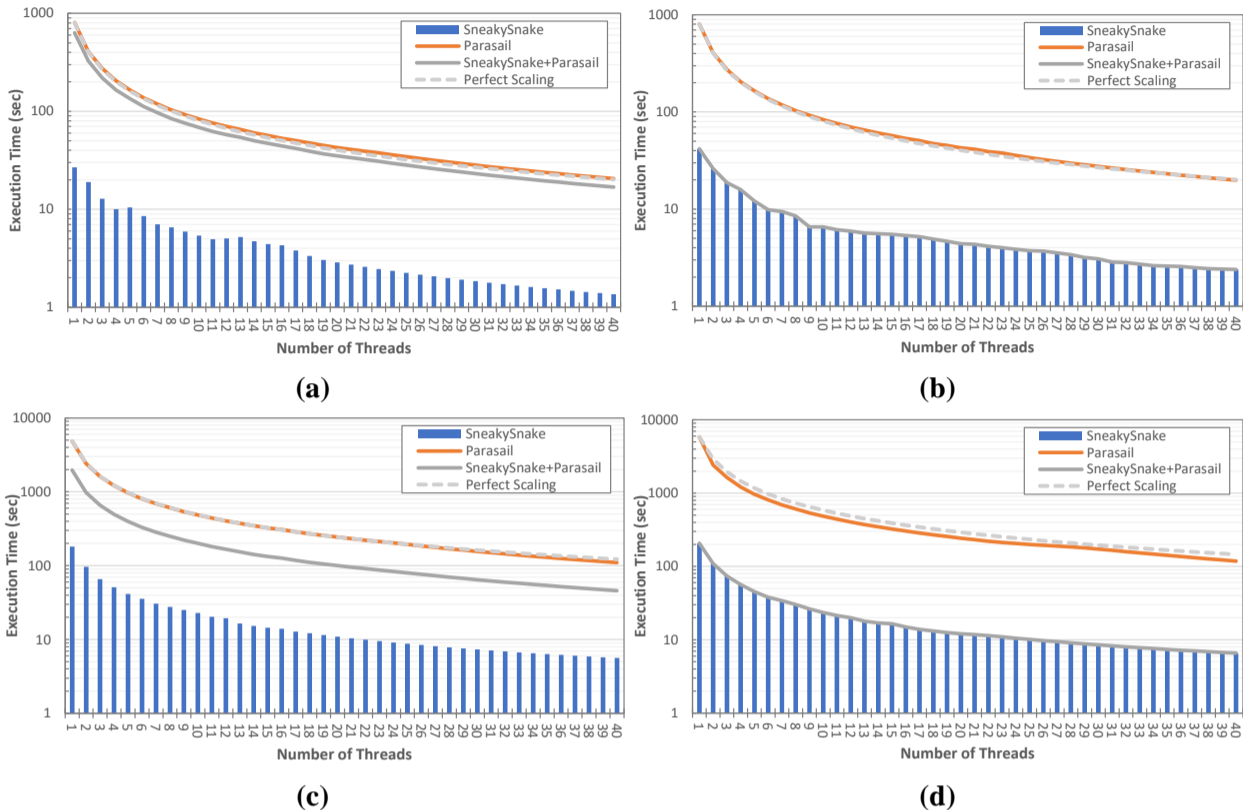 1000
100
10
1
Execution Time (sec)
SneakySnake
Parasail
SneakySnake+Parasail
Perfect Scaling
1 2 3 4 5 6 7 8 9 10 11 12 13 14 15 16 17 18 19 20 21 22 23 24 25 26 27 28 29 30 31 32 33 34 35 36 37 38 39 40
Number of Threads
(a)
1000
100
10
1
Execution Time (sec)
SneakySnake
Parasail
SneakySnake+Parasail
Perfect Scaling
1 2 3 4 5 6 7 8 9 10 11 12 13 14 15 16 17 18 19 20 21 22 23 24 25 26 27 28 29 30 31 32 33 34 35 36 37 38 39 40
Number of Threads
(b)
10000
1000
100
10
1
Execution Time (sec)
SneakySnake
Parasail
SneakySnake+Parasail
Perfect Scaling
1 2 3 4 5 6 7 8 9 10 11 12 13 14 15 16 17 18 19 20 21 22 23 24 25 26 27 28 29 30 31 32 33 34 35 36 37 38 39 40
Number of Threads
(c)
10000
1000
100
10
1
Execution Time (sec)
SneakySnake
Parasail
SneakySnake+Parasail
Perfect Scaling
1 2 3 4 5 6 7 8 9 10 11 12 13 14 15 16 17 18 19 20 21 22 23 24 25 26 27 28 29 30 31 32 33 34 35 36 37 38 39 40
Number of Threads
(d)